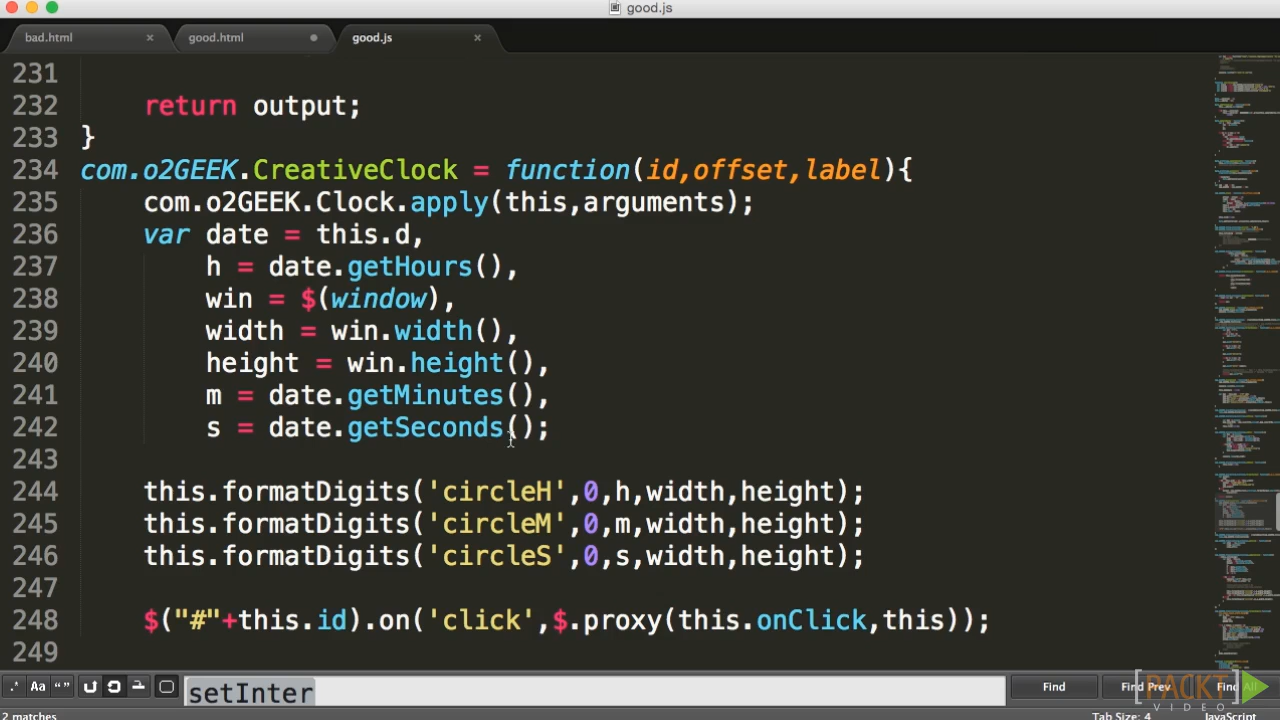 good.js
bad.html × good.html good.js ×
231
232 return output;
233 }
234 com.o2GEEK.CreativeClock = function(id,offset,label){
235 com.o2GEEK.Clock.apply(this,arguments);
236 var date = this.d,
237 h = date.getHours(),
238 win = $(window),
239 width = win.width(),
240 height = win.height(),
241 m = date.getMinutes(),
242 s = date.getSeconds();
243
244 this.formatDigits('circleH',0,h,width,height);
245 this.formatDigits('circleM',0,m,width,height);
246 this.formatDigits('circleS',0,s,width,height);
247
248 $("#"+this.id).on('click',$.proxy(this.onClick,this));
249
.* Aa “” setInter Find Find Prev Find All
[PACKT]
VIDEO
2 matches Tab Size: 4 JavaScript